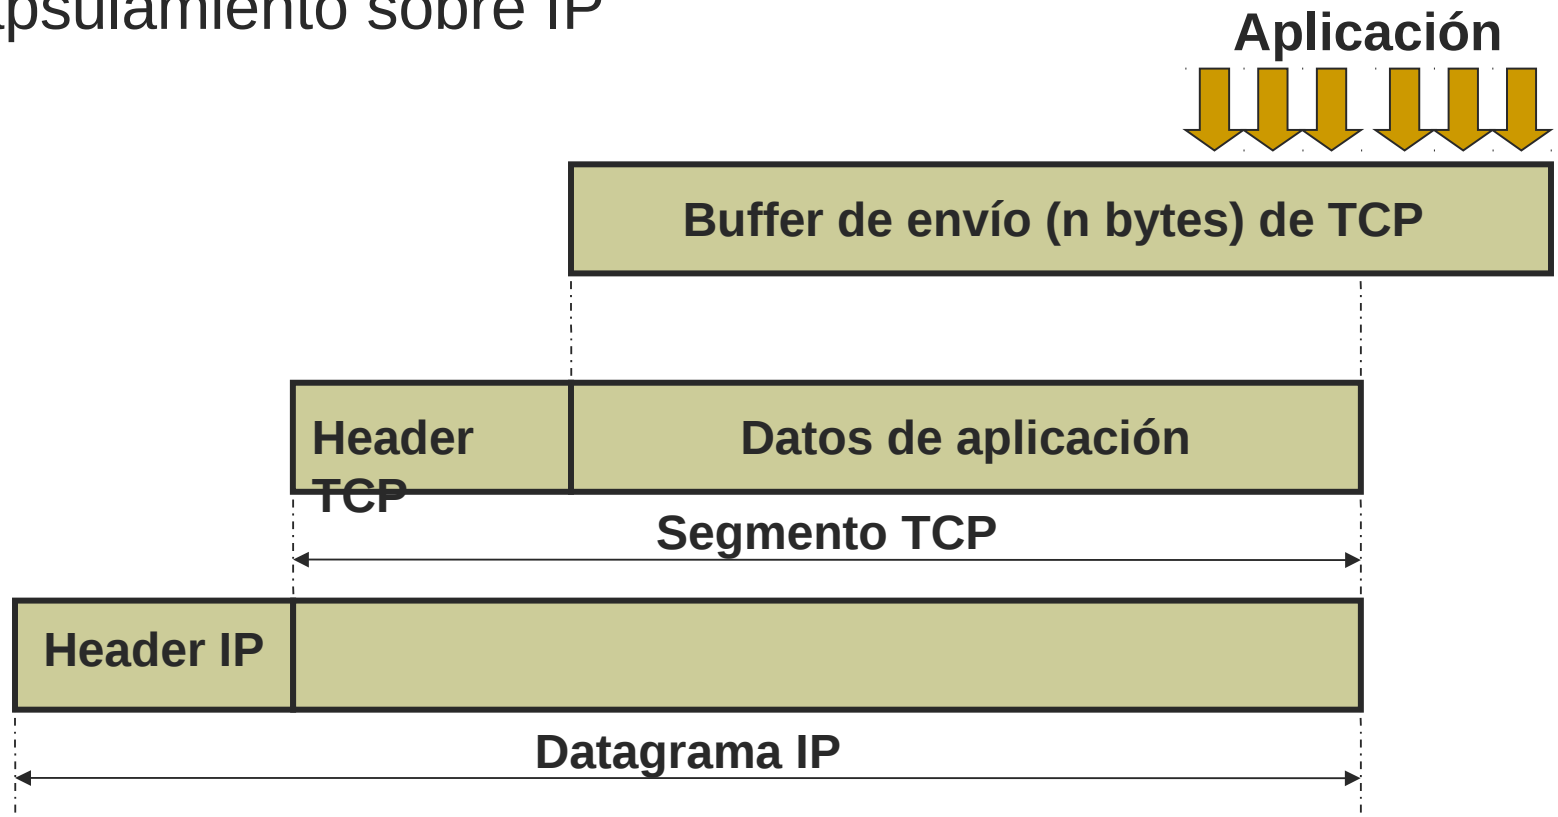 apsulamiento sobre IP
Aplicación
Buffer de envío (n bytes) de TCP
Header
TCP
Datos de aplicación
Segmento TCP
Header IP
Datagrama IP